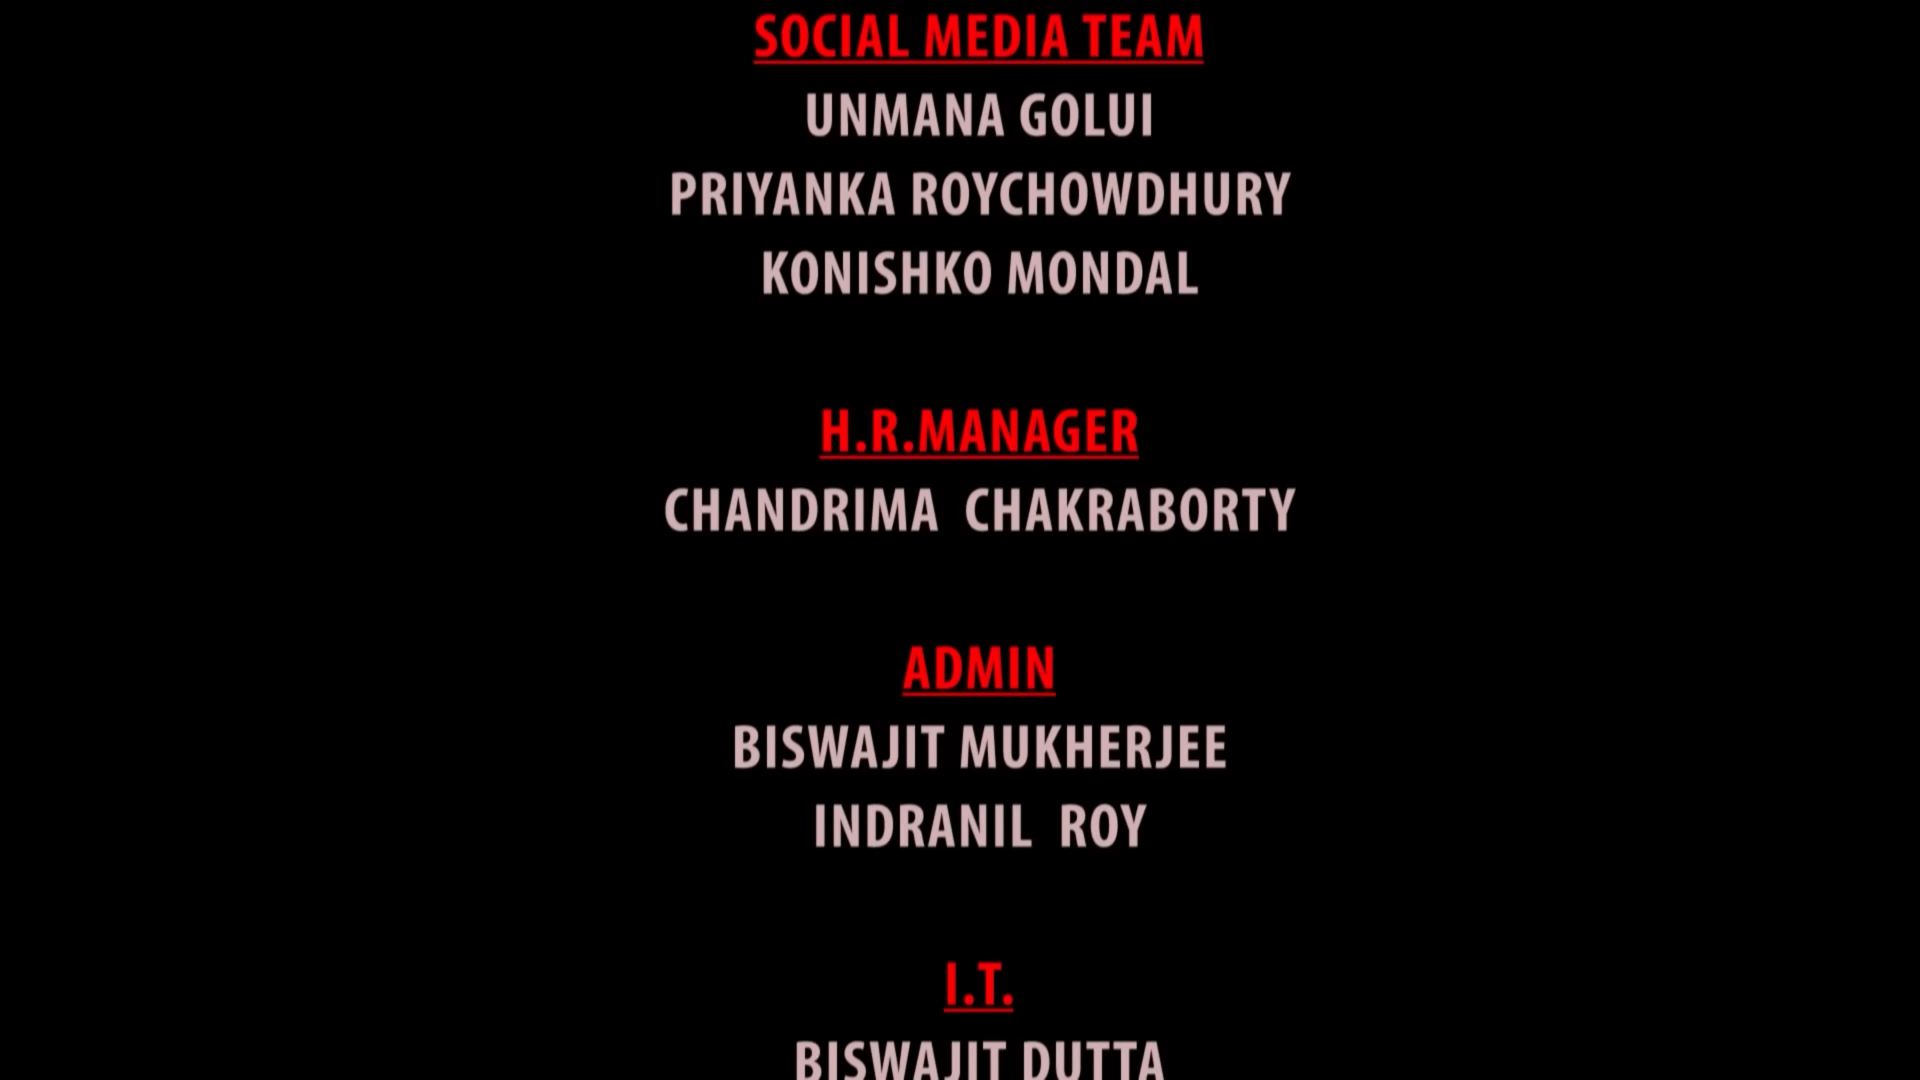 SOCIAL MEDIA TEAM
UNMANA GOLUI
PRIYANKA ROYCHOWDHURY
KONISHKO MONDAL
H.R.MANAGER
CHANDRIMA  CHAKRABORTY
ADMIN
BISWAJIT MUKHERJEE
INDRANIL  ROY
I.T.
BISWAJIT DUTTA